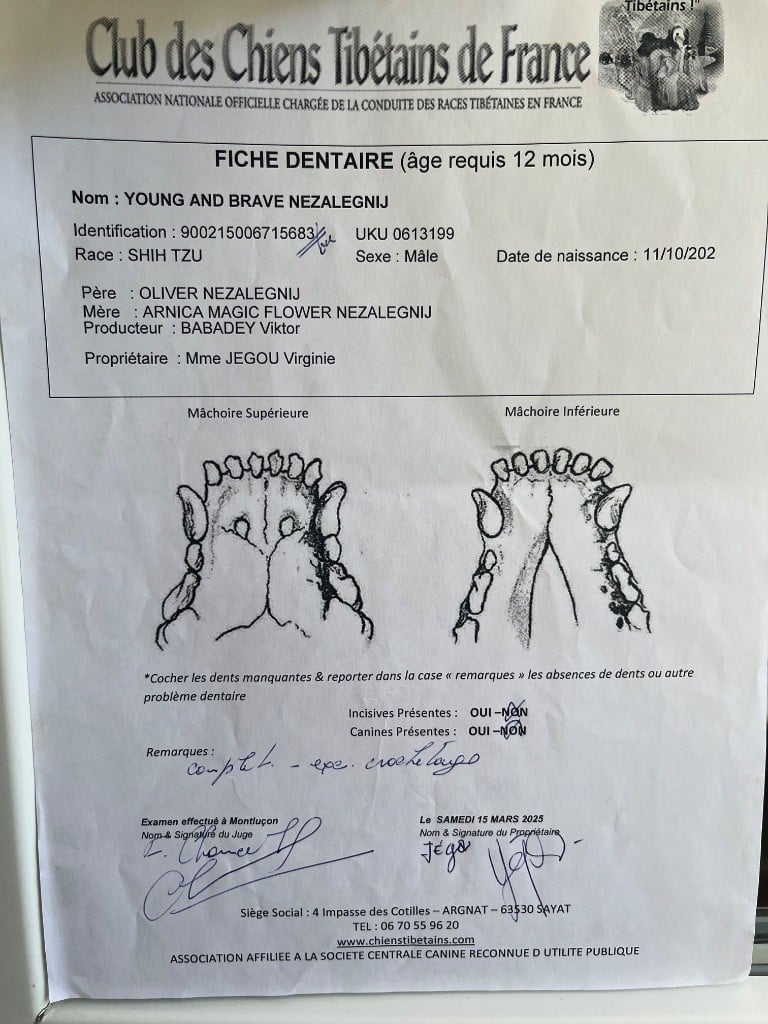 Tibétains !"
Club des Chiens Tibétains de France
ASSOCIATION NATIONALE OFFICIELLE CHARGÉE DE LA CONDUITE DES RACES TIBÉTAINES EN FRANCE
FICHE DENTAIRE (âge requis 12 mois)
Nom : YOUNG AND BRAVE NEZALEGNIJ
Identification : 900215006715683 UKU 0613199
Race : SHIH TZU Sexe : Mâle Date de naissance : 11/10/202
Père : OLIVER NEZALEGNIJ
Mère : ARNICA MAGIC FLOWER NEZALEGNIJ
Producteur : BABADEY Viktor
Propriétaire : Mme JEGOU Virginie
Mâchoire Supérieure Mâchoire Inférieure
*Cocher les dents manquantes & reporter dans la case « remarques » les absences de dents ou autre
problème dentaire
Incisives Présentes : OUI –NON
Canines Présentes : OUI –NON
Remarques :
Examen effectué à Montluçon Le SAMEDI 15 MARS 2025
Nom & Signature du Juge Nom & Signature du Propriétaire
Siège Social : 4 Impasse des Cotilles – ARGNAT – 63530 SAYAT
TEL : 06 70 55 96 20
www.chienstibetains.com
ASSOCIATION AFFILIEE A LA SOCIETE CENTRALE CANINE RECONNUE D UTILITE PUBLIQUE